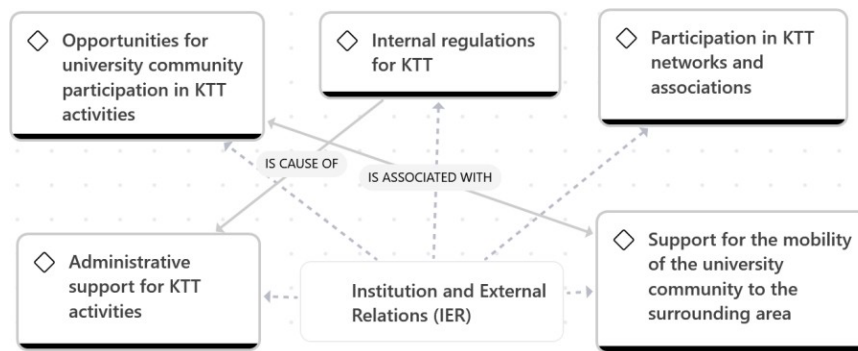 Opportunities for
university community
participation in KTT
activities
Internal regulations
for KTT
Participation in KTT
networks and
associations
IS CAUSE OF
IS ASSOCIATED WITH
Administrative
support for KTT
activities
Institution and External
Relations (IER)
Support for the mobility
of the university
community to the
surrounding area